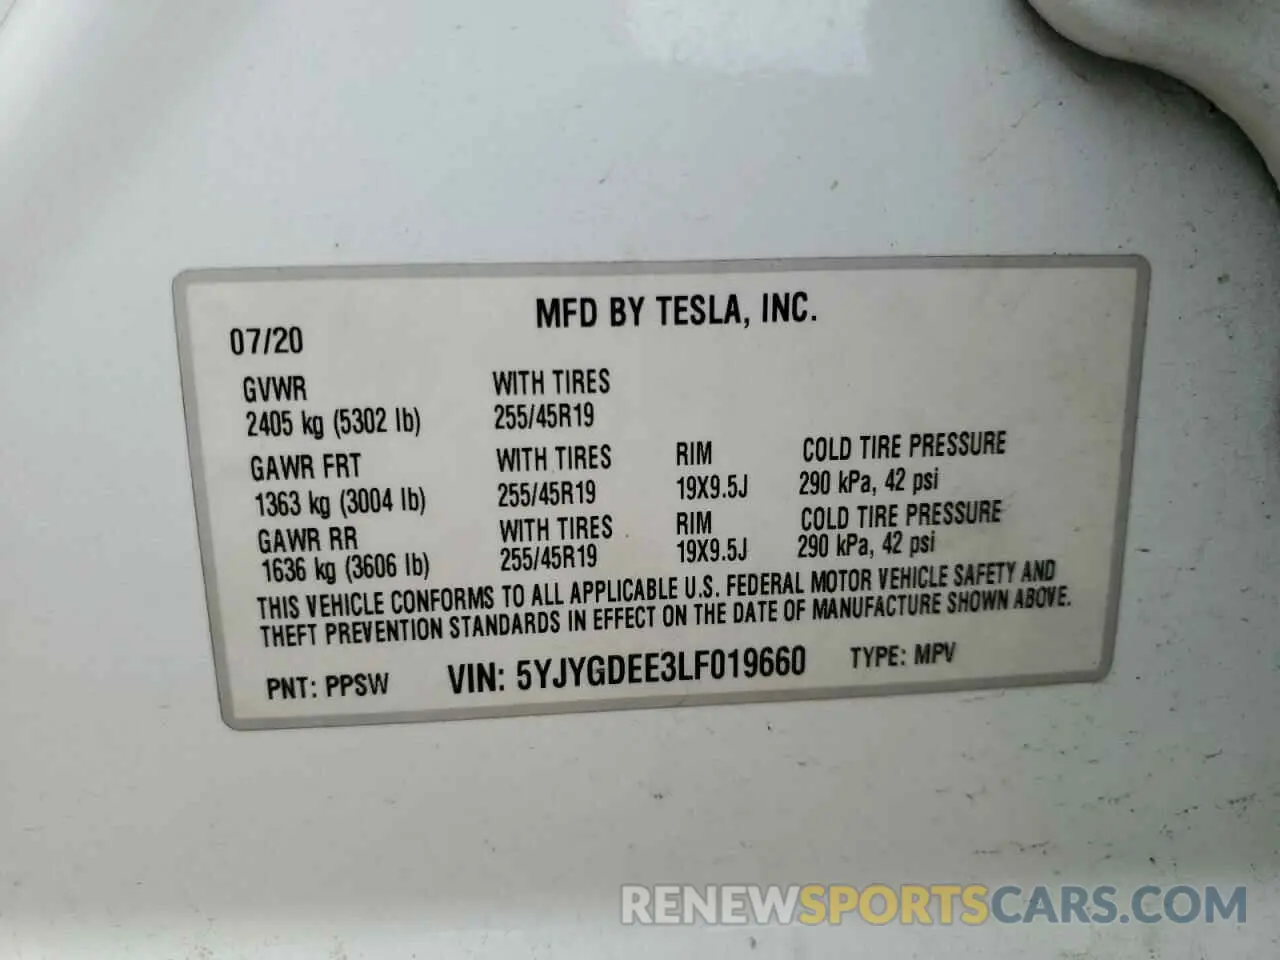 MFD BY TESLA, INC.
07/20
GVWR WITH TIRES
2405 kg (5302 lb) 255/45R19
GAWR FRT WITH TIRES RIM COLD TIRE PRESSURE
1363 kg (3004 lb) 255/45R19 19X9.5J 290 kPa, 42 psi
GAWR RR WITH TIRES RIM COLD TIRE PRESSURE
1636 kg (3606 lb) 255/45R19 19X9.5J 290 kPa, 42 psi
THIS VEHICLE CONFORMS TO ALL APPLICABLE U.S. FEDERAL MOTOR VEHICLE SAFETY AND
THEFT PREVENTION STANDARDS IN EFFECT ON THE DATE OF MANUFACTURE SHOWN ABOVE.
PNT: PPSW VIN: 5YJYGDEE3LF019660 TYPE: MPV
RENEWSPORTSCARS.COM